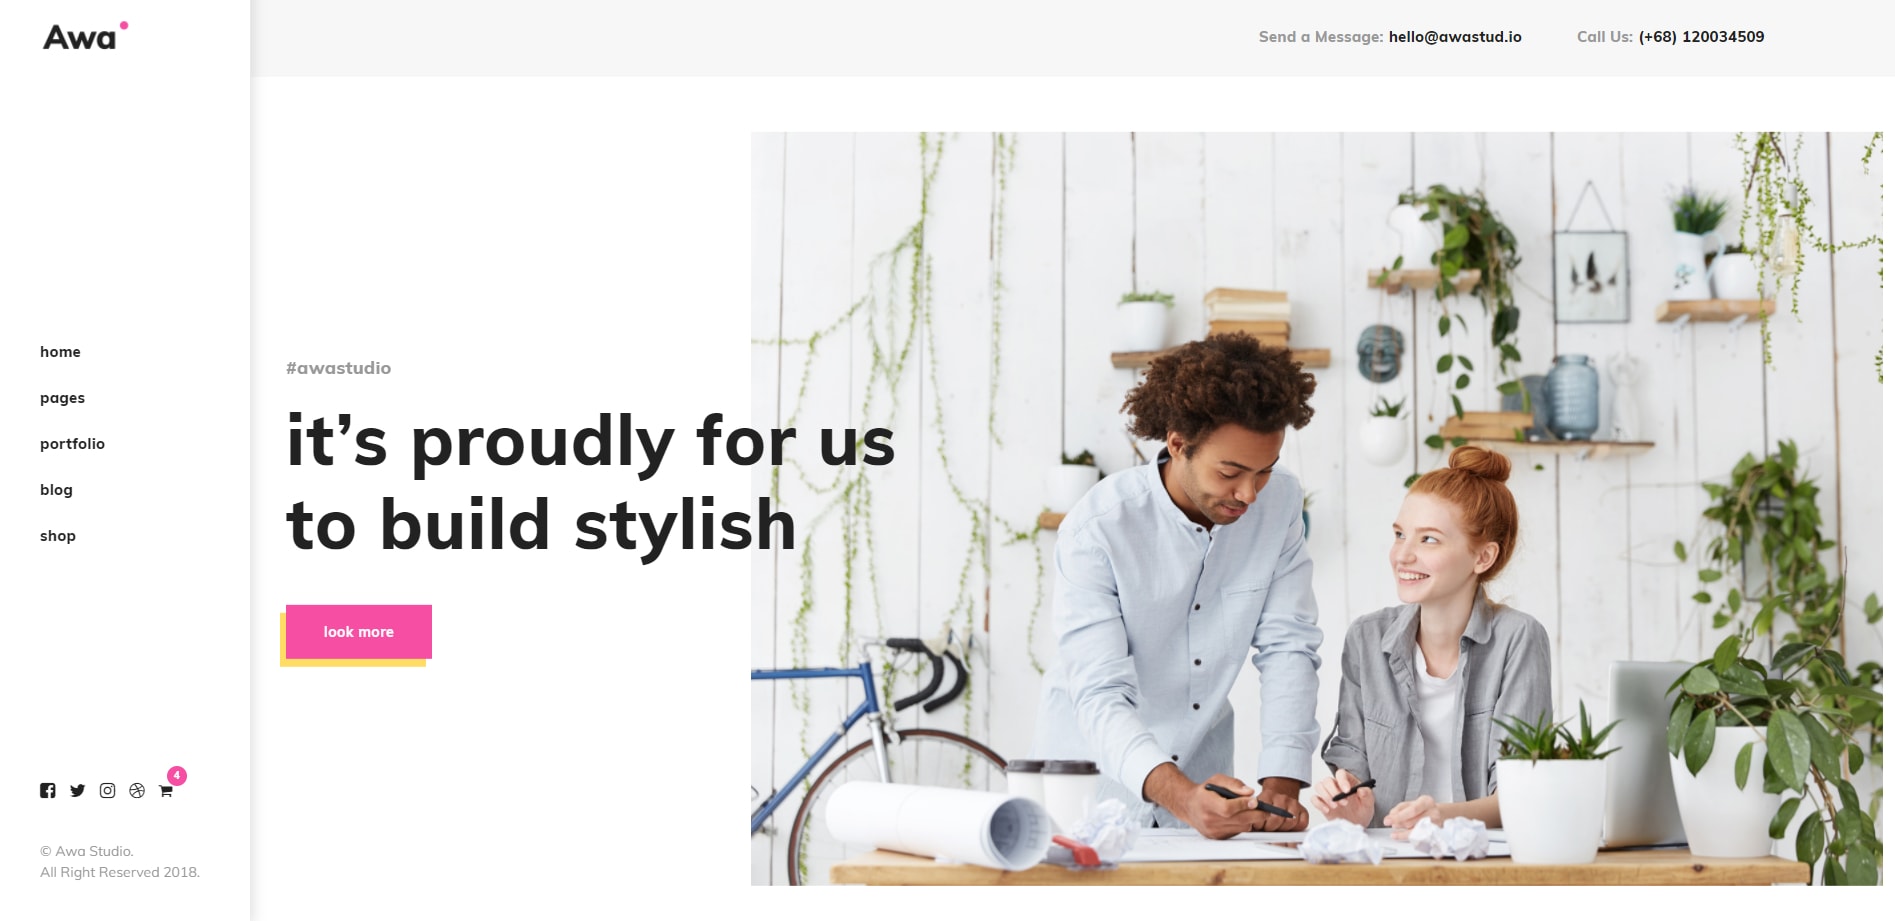 Awa
Send a Message: hello@awastud.io
Call Us: (+68) 120034509
home
pages
portfolio
blog
shop
#awastudio
it’s proudly for us
to build stylish
look more
4
© Awa Studio.
All Right Reserved 2018.